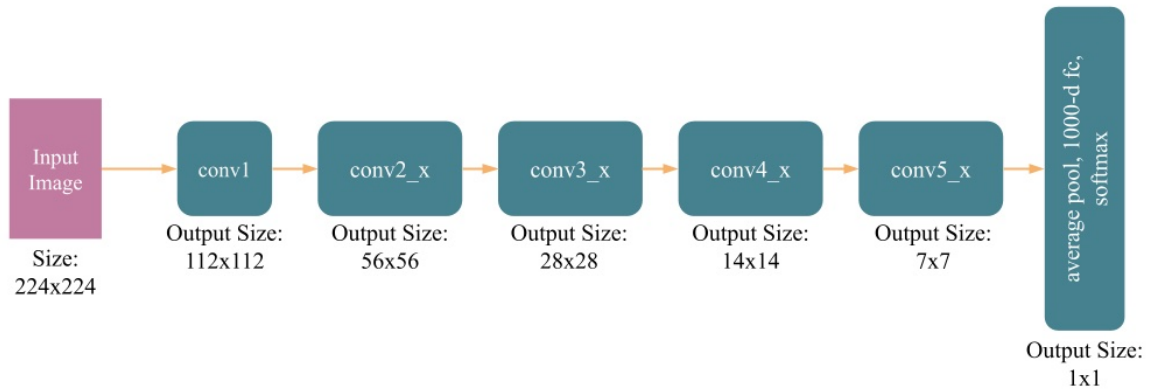 Input
Image
Size:
224x224
conv1
Output Size:
112x112
conv2_x
Output Size:
56x56
conv3_x
Output Size:
28x28
conv4_x
Output Size:
14x14
conv5_x
Output Size:
7x7
average pool, 1000-d fc,
softmax
Output Size:
1x1